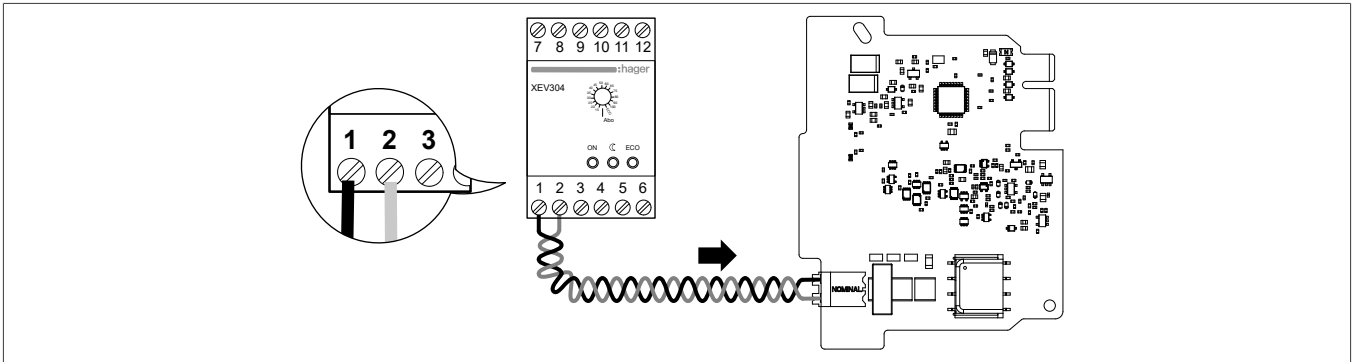 1 2 3
7 8 9 10 11 12
:hager
XEV304
Abo
ON ECO
1 2 3 4 5 6
NOMINAL